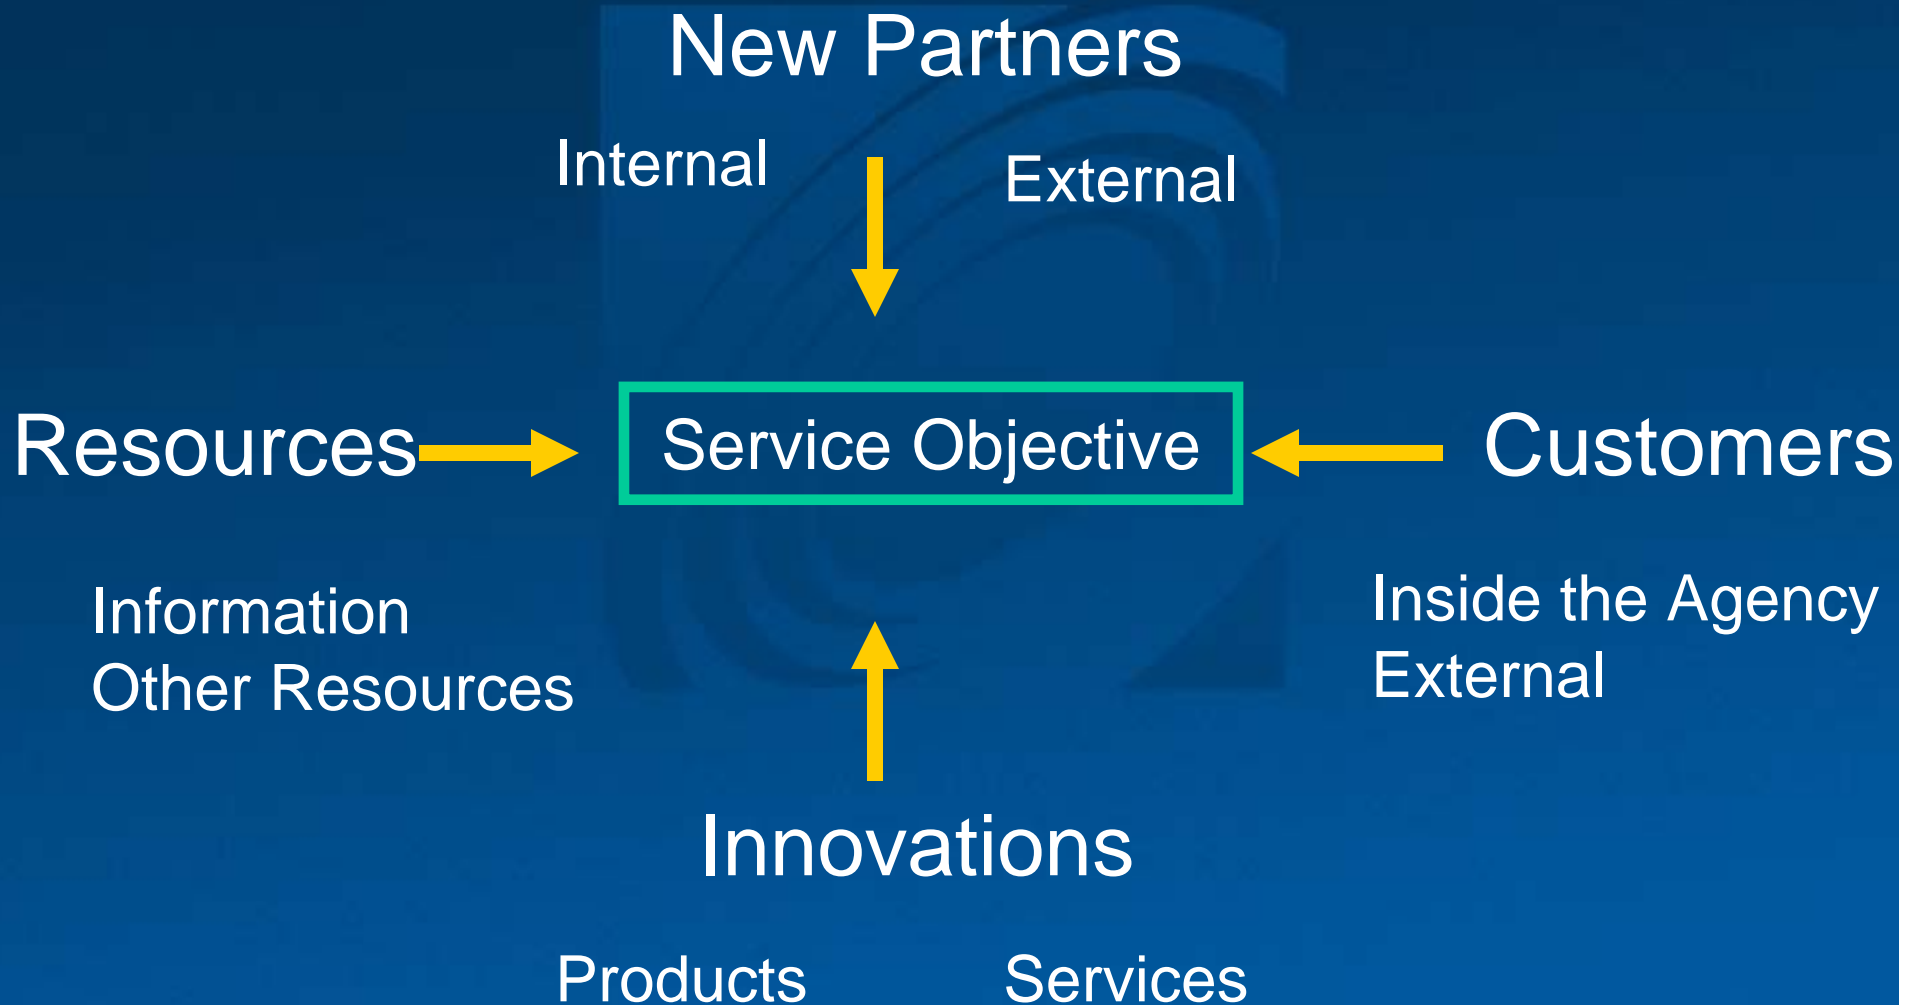 New Partners
Internal
External
Resources
Service Objective
Customers
Information
Other Resources
Inside the Agency
External
Innovations
Products
Services